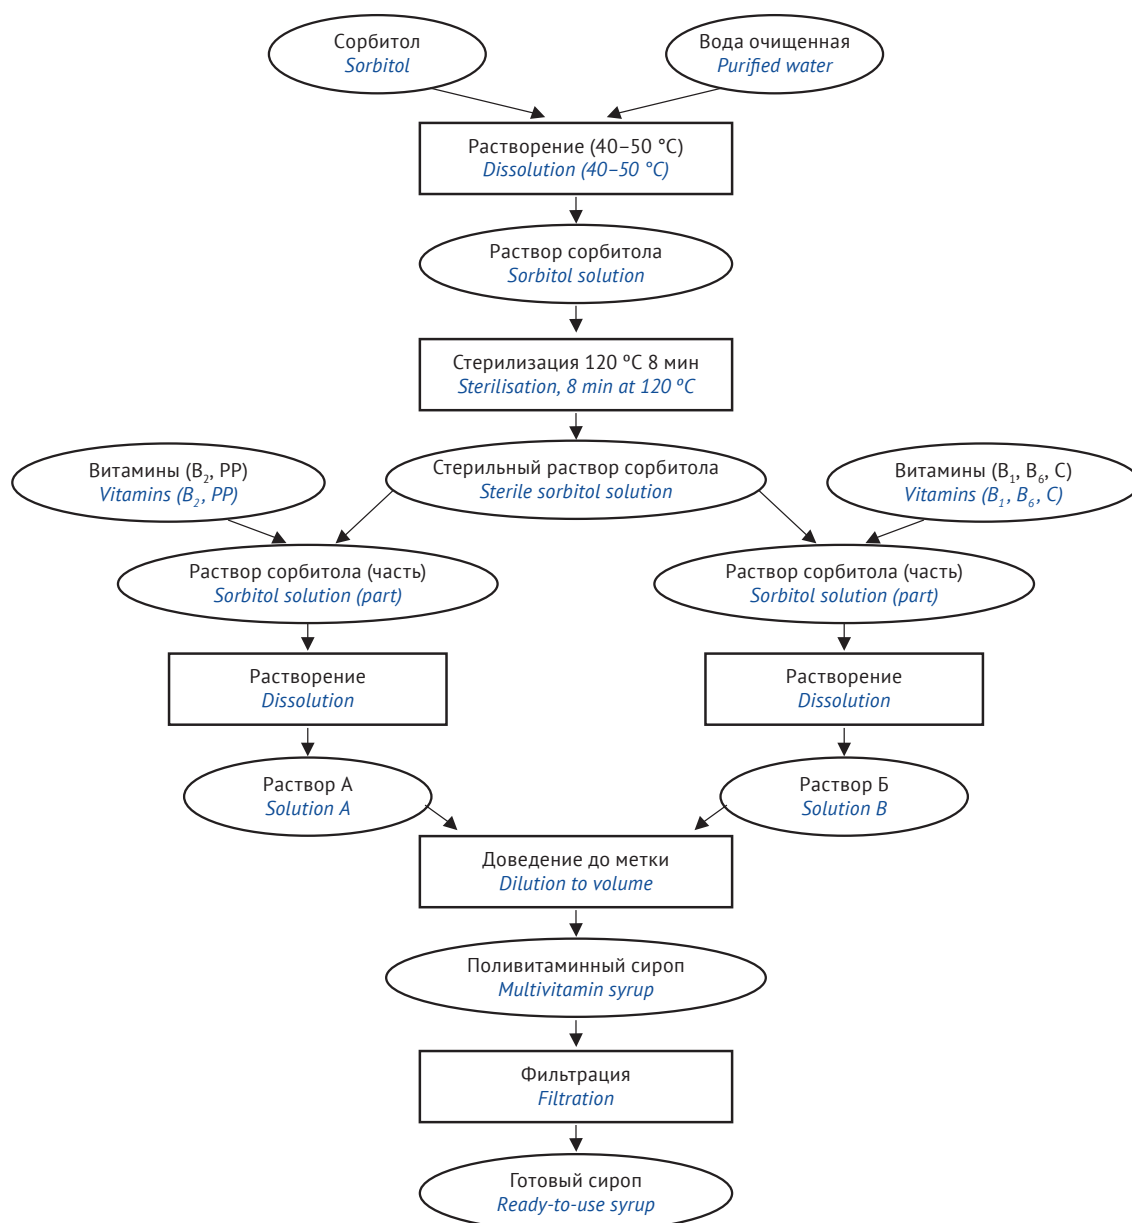 Сорбитол
Sorbitol
Вода очищенная
Purified water
Растворение (40–50 °C)
Dissolution (40–50 °C)
Раствор сорбитола
Sorbitol solution
Стерилизация 120 ºC 8 мин
Sterilisation, 8 min at 120 ºC
Витамины (B₂, PP)
Vitamins (B₂, PP)
Стерильный раствор сорбитола
Sterile sorbitol solution
Витамины (B₁, B₆, C)
Vitamins (B₁, B₆, C)
Раствор сорбитола (часть)
Sorbitol solution (part)
Раствор сорбитола (часть)
Sorbitol solution (part)
Растворение
Dissolution
Растворение
Dissolution
Раствор А
Solution A
Раствор Б
Solution B
Доведение до метки
Dilution to volume
Поливитаминный сироп
Multivitamin syrup
Фильтрация
Filtration
Готовый сироп
Ready-to-use syrup